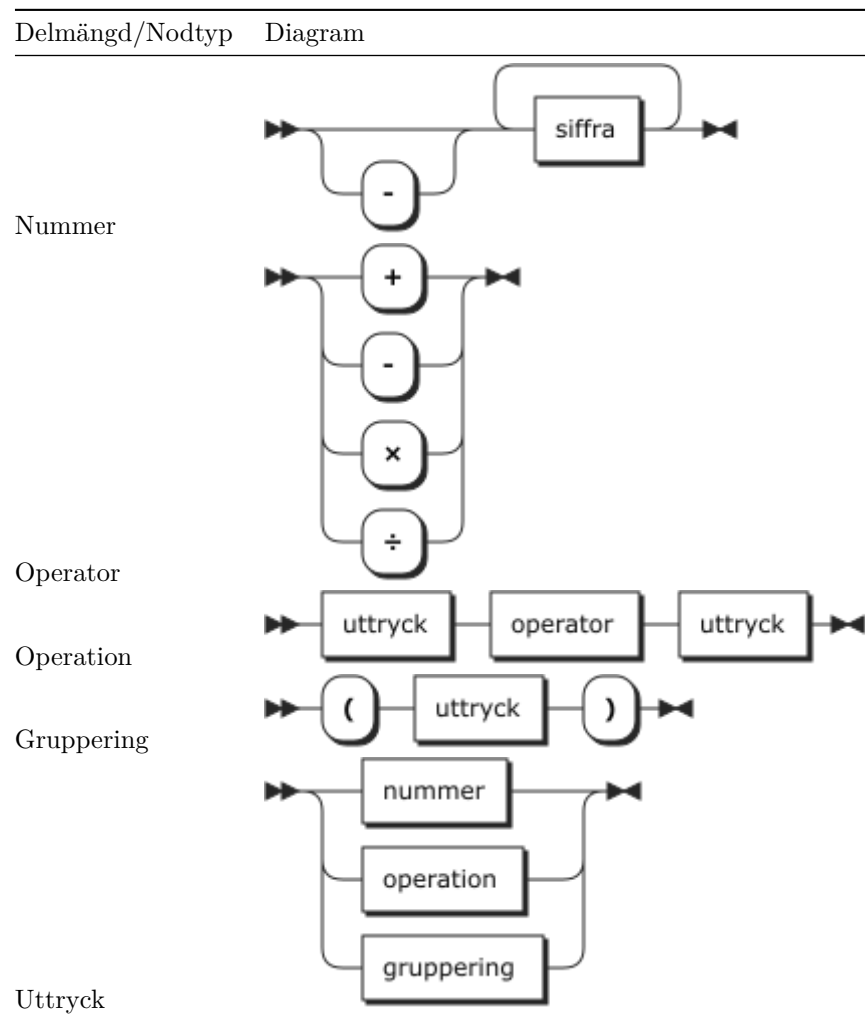 Delmängd/Nodtyp Diagram
siffra
-
Nummer
+
-
×
÷
Operator
uttryck operator uttryck
Operation
( uttryck )
Gruppering
nummer
operation
gruppering
Uttryck